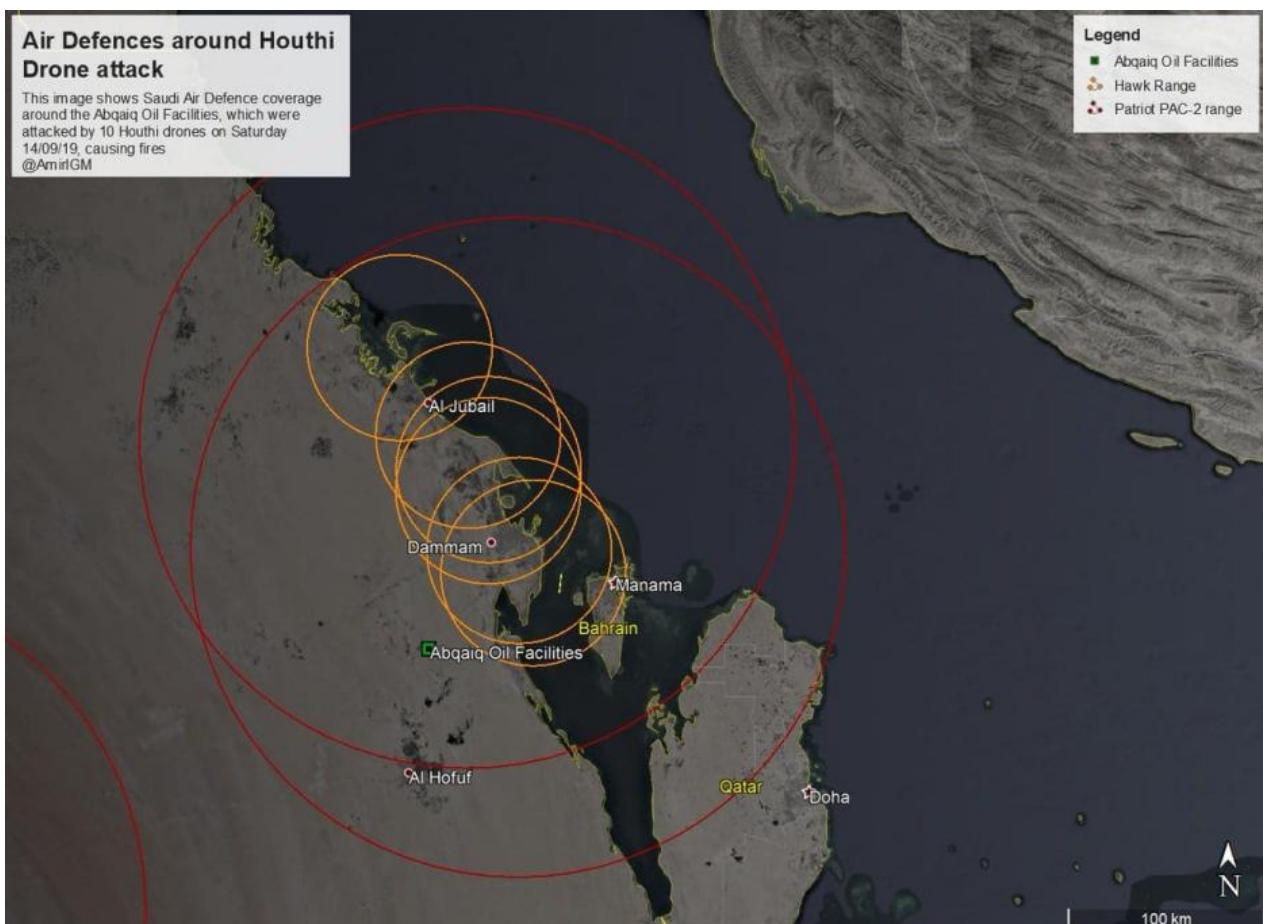 Air Defences around Houthi
Drone attack
This image shows Saudi Air Defence coverage
around the Abqaiq Oil Facilities, which were
attacked by 10 Houthi drones on Saturday
14/09/19, causing fires
@AmirIGM
Legend
Abqaiq Oil Facilities
Hawk Range
Patriot PAC-2 range
Al Jubail
Dammam
Manama
Bahrain
Abqaiq Oil Facilities
Al Hofuf
Qatar
Doha
N
100 km